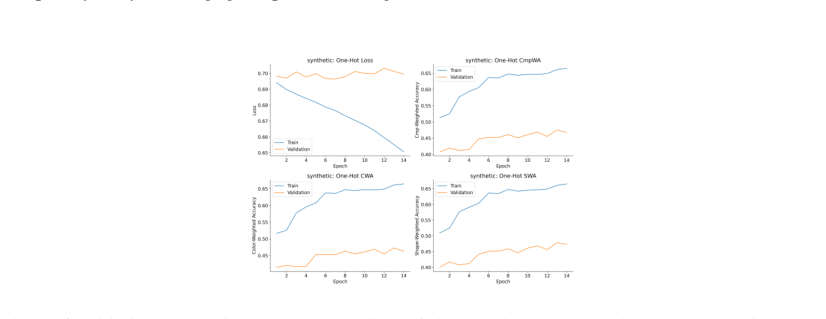 synthetic: One-Hot Loss
0.70
0.69
0.68
0.67
0.66
0.65
Loss
Train
Validation
2 4 6 8 10 12 14
Epoch
synthetic: One-Hot CmpWA
0.65
0.60
0.55
0.50
0.45
0.40
Cmp-Weighted Accuracy
Train
Validation
2 4 6 8 10 12 14
Epoch
synthetic: One-Hot CWA
0.65
0.60
0.55
0.50
0.45
Color-Weighted Accuracy
Train
Validation
2 4 6 8 10 12 14
Epoch
synthetic: One-Hot SWA
0.65
0.60
0.55
0.50
0.45
0.40
Shape-Weighted Accuracy
Train
Validation
2 4 6 8 10 12 14
Epoch